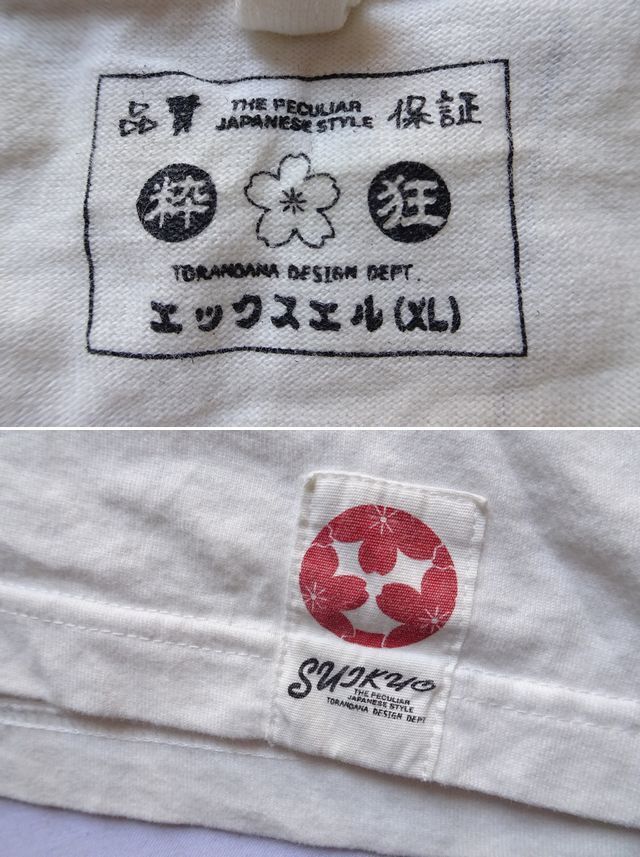 品質 THE PECULIAR JAPANESE STYLE 保証
粋 狂
TORANOANA DESIGN DEPT.
エックスエル(XL)
SUIKYO
THE PECULIAR
JAPANESE STYLE
TORANOANA DESIGN DEPT